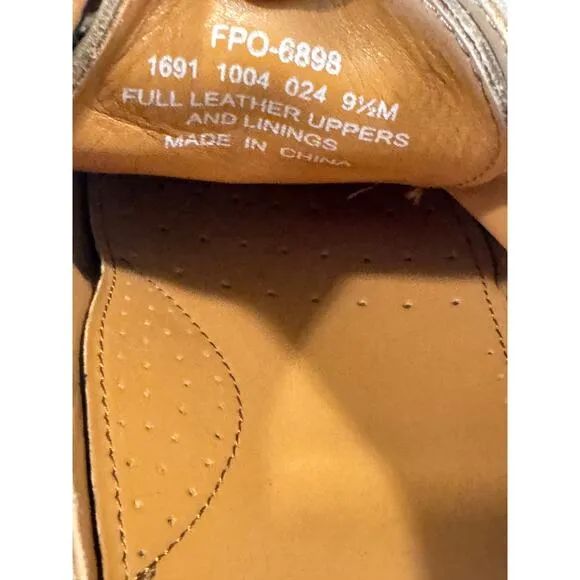 FPO-6898
1691 1004 024 9½M
FULL LEATHER UPPERS
AND LININGS
MADE IN CHINA